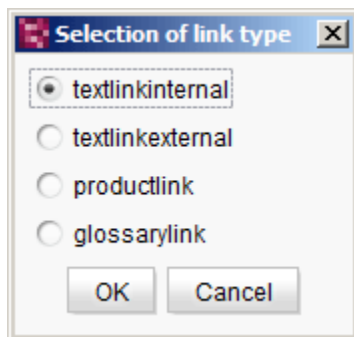 Selection of link type
textlinkinternal
textlinkexternal
productlink
glossarylink
OK Cancel